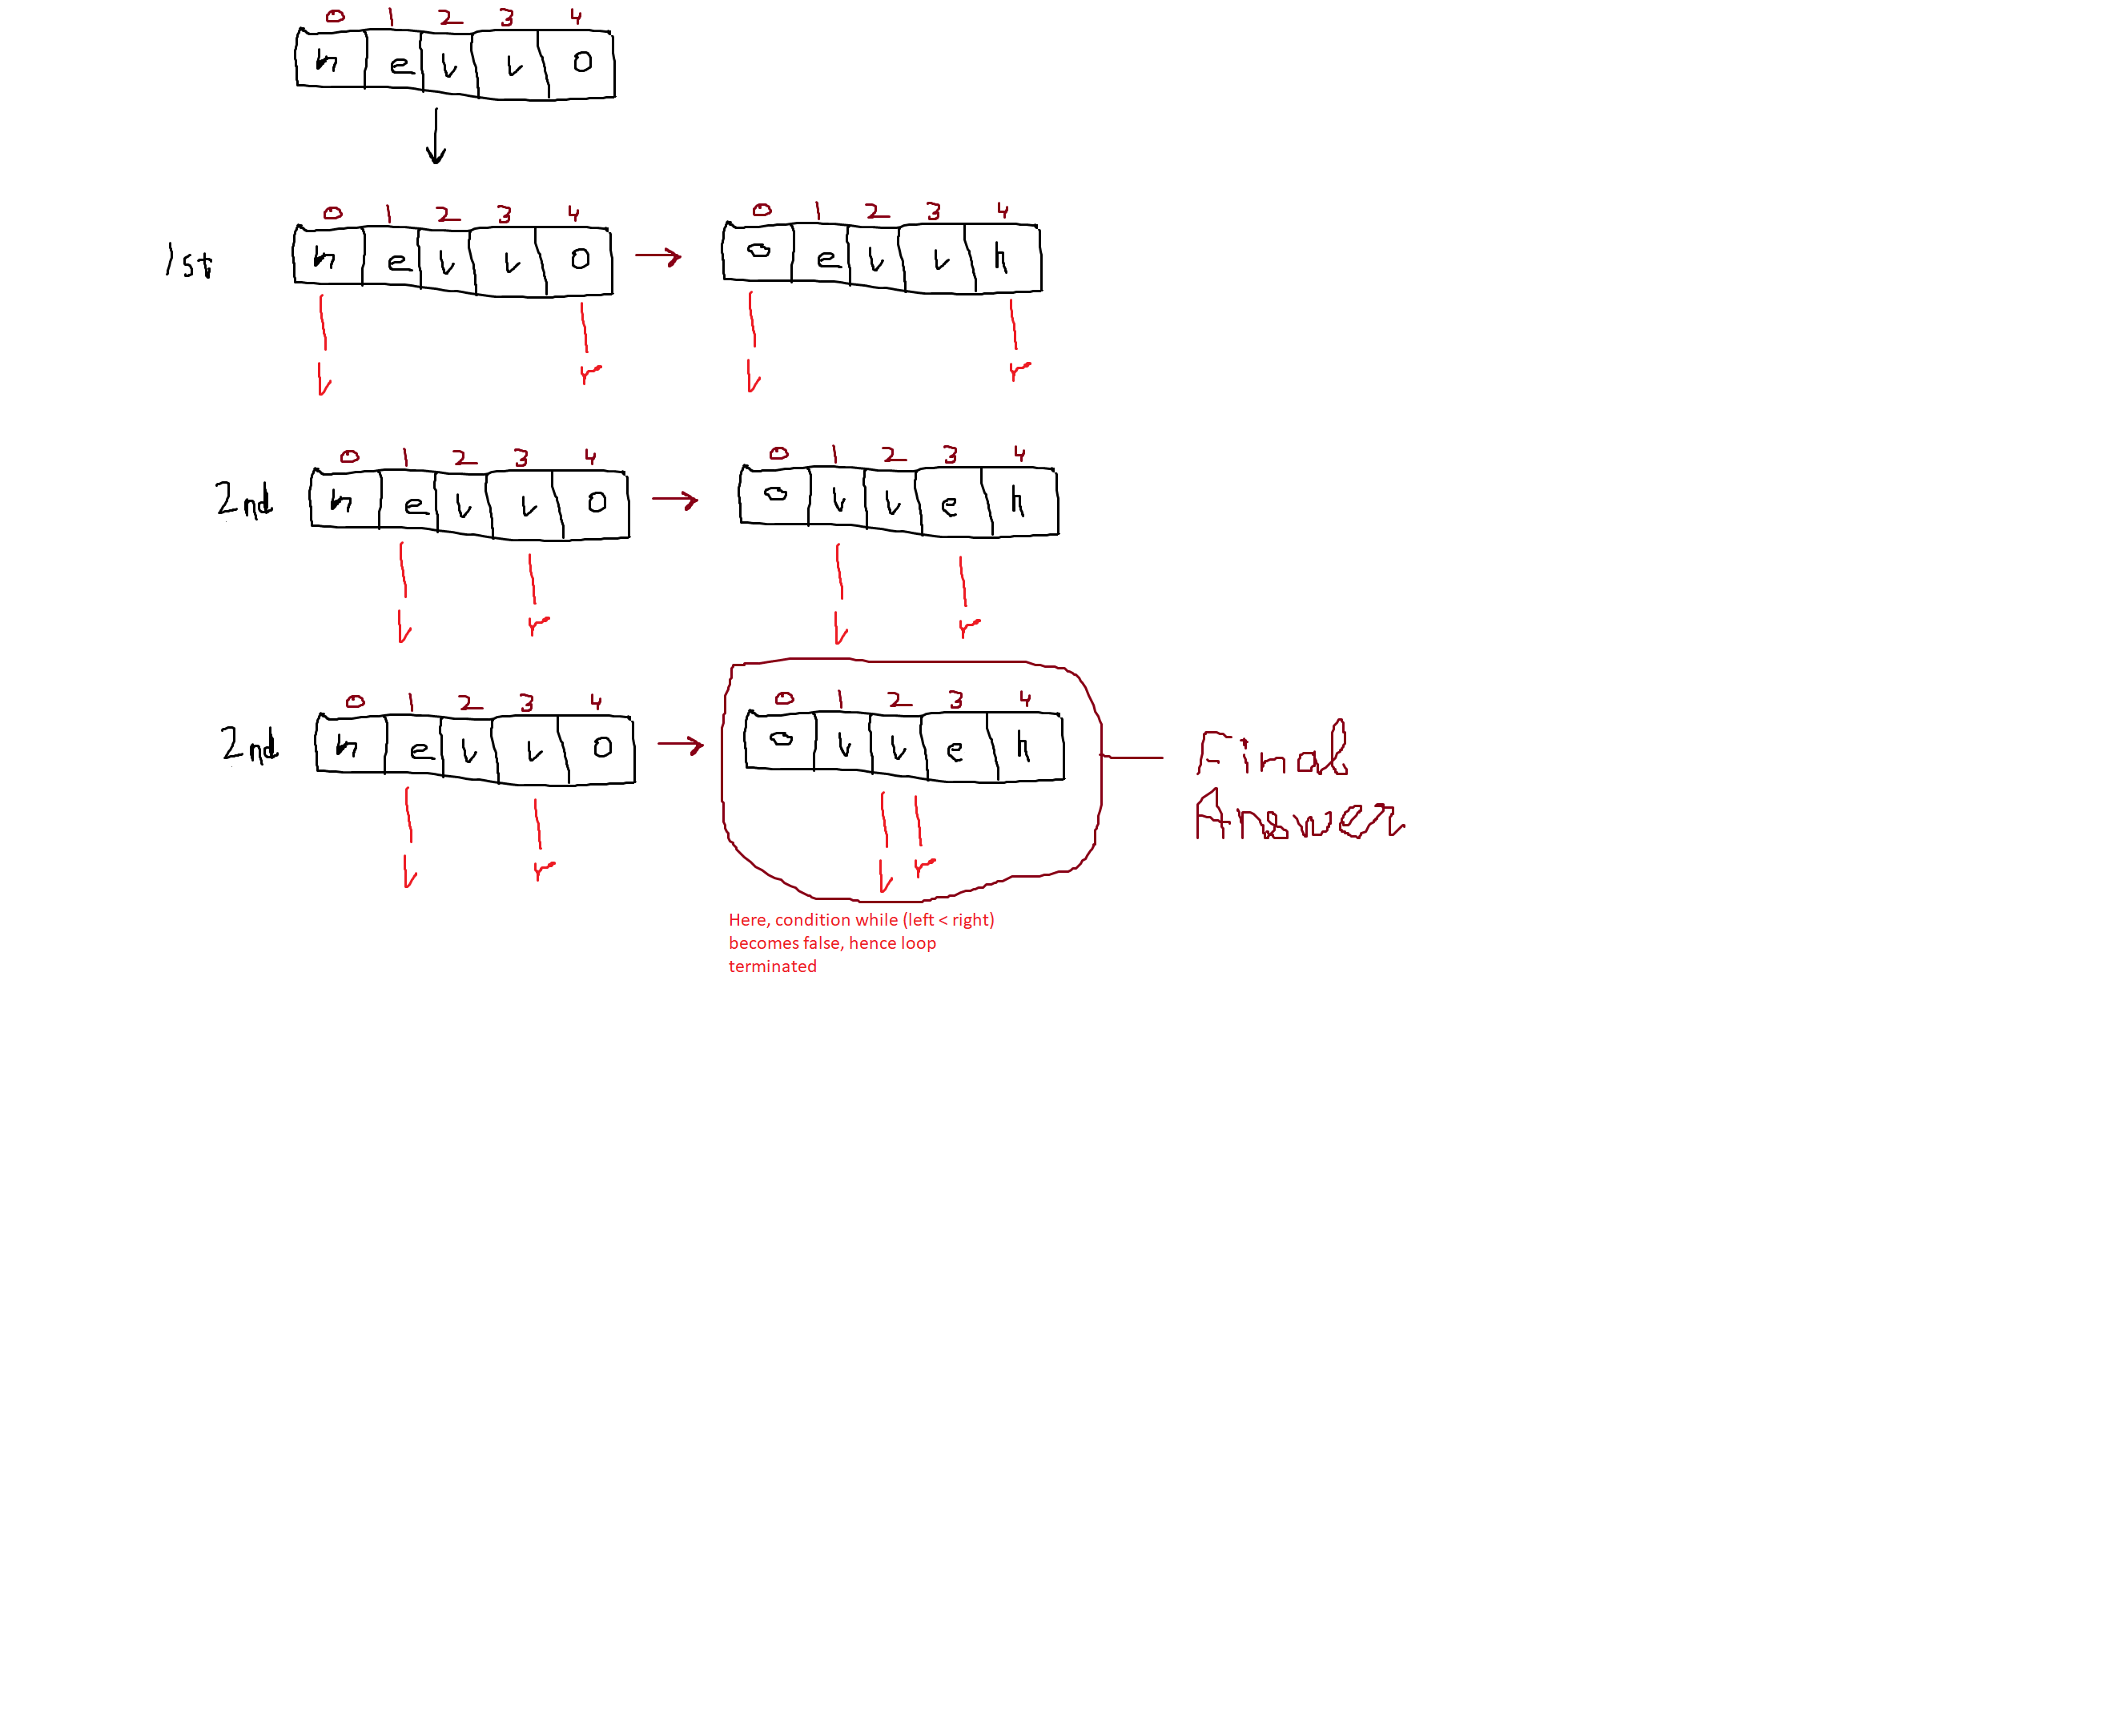 0 1 2 3 4
h e l l o
0 1 2 3 4 0 1 2 3 4
1st h e l l o o e l l h
l r l r
0 1 2 3 4 0 1 2 3 4
2nd h e l l o o l l e h
l r l r
0 1 2 3 4 0 1 2 3 4
2nd h e l l o o l l e h
l r l r
Final
Answer
Here, condition while (left < right)
becomes false, hence loop
terminated